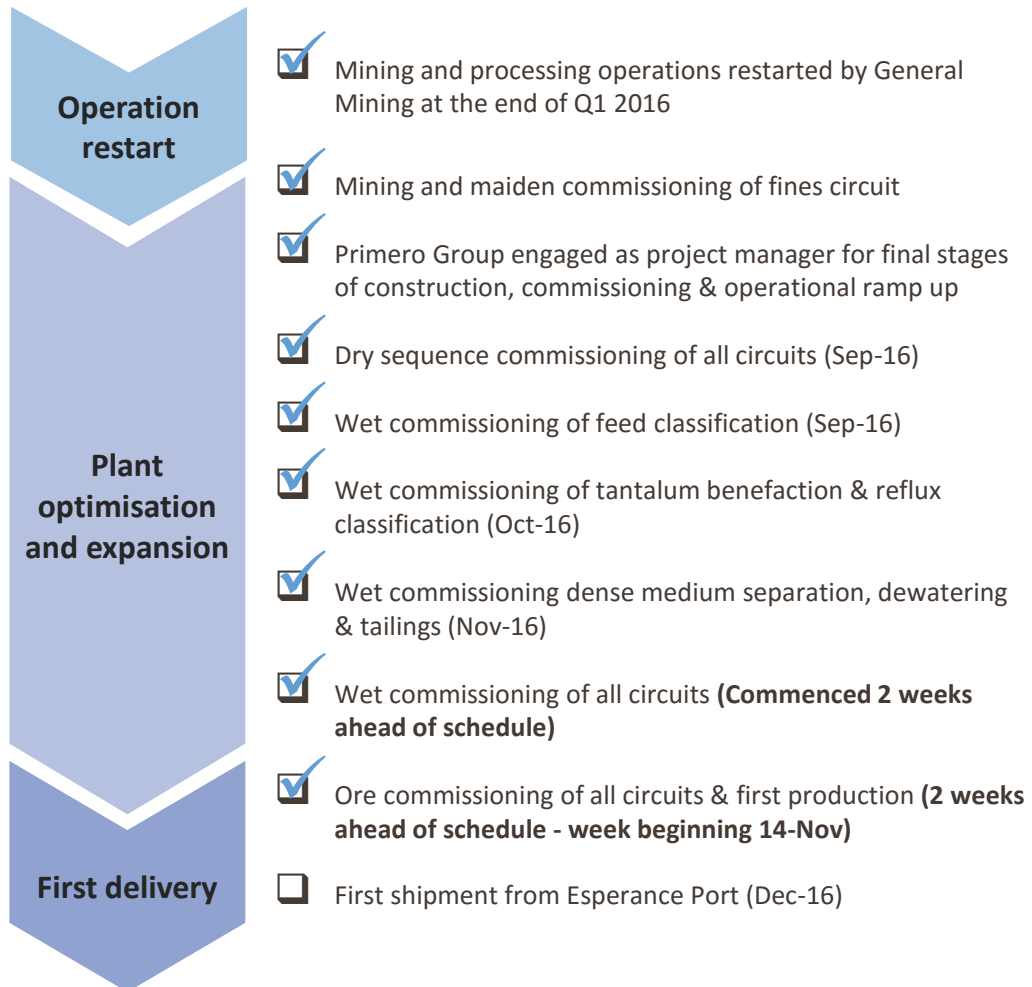 Operation
restart
Mining and processing operations restarted by General
Mining at the end of Q1 2016
Mining and maiden commissioning of fines circuit
Primero Group engaged as project manager for final stages
of construction, commissioning & operational ramp up
Dry sequence commissioning of all circuits (Sep-16)
Wet commissioning of feed classification (Sep-16)
Plant
optimisation
and expansion
Wet commissioning of tantalum benefaction & reflux
classification (Oct-16)
Wet commissioning dense medium separation, dewatering
& tailings (Nov-16)
Wet commissioning of all circuits (Commenced 2 weeks
ahead of schedule)
Ore commissioning of all circuits & first production (2 weeks
ahead of schedule - week beginning 14-Nov)
First delivery
First shipment from Esperance Port (Dec-16)